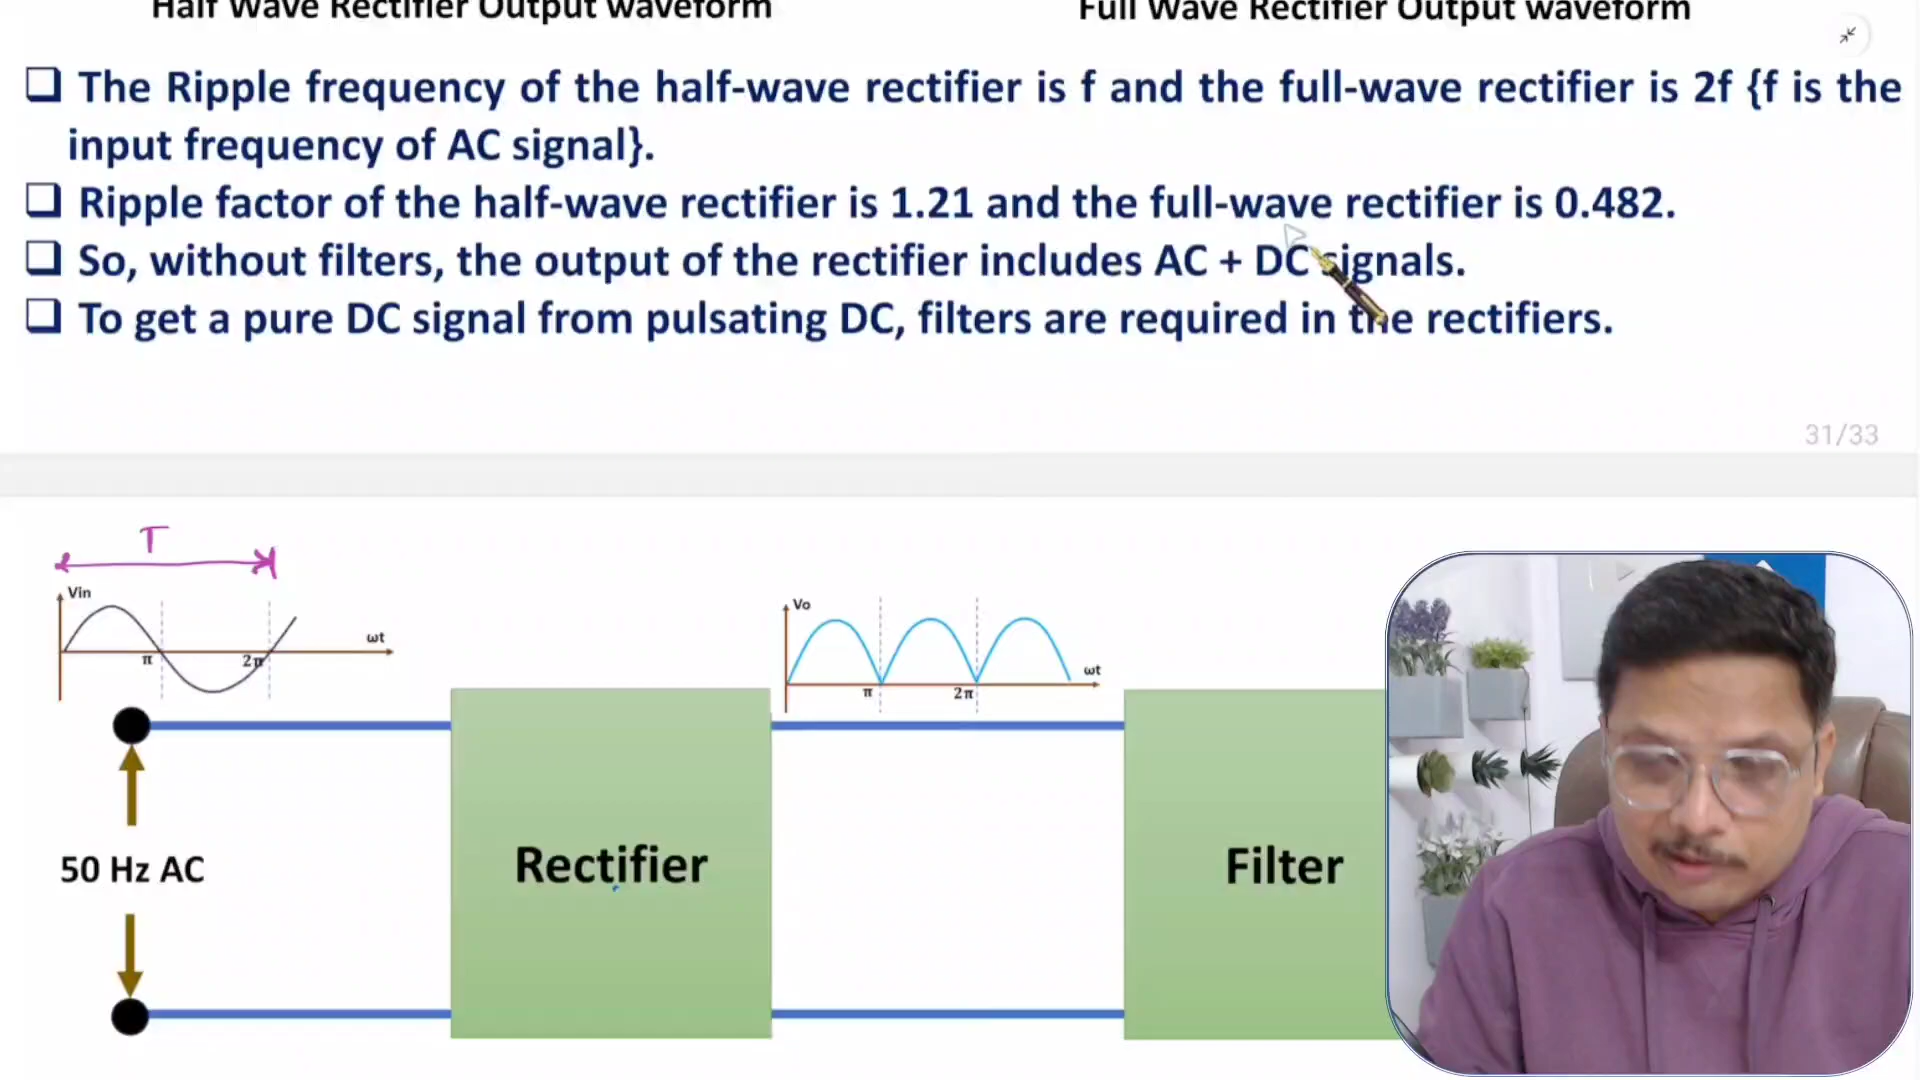 Half Wave Rectifier Output waveform
Full Wave Rectifier Output waveform
The Ripple frequency of the half-wave rectifier is f and the full-wave rectifier is 2f {f is the
input frequency of AC signal}.
Ripple factor of the half-wave rectifier is 1.21 and the full-wave rectifier is 0.482.
So, without filters, the output of the rectifier includes AC + DC signals.
To get a pure DC signal from pulsating DC, filters are required in the rectifiers.
31/33
T
Vin
ωt
π
2π
Vo
ωt
π
2π
50 Hz AC
Rectifier
Filter